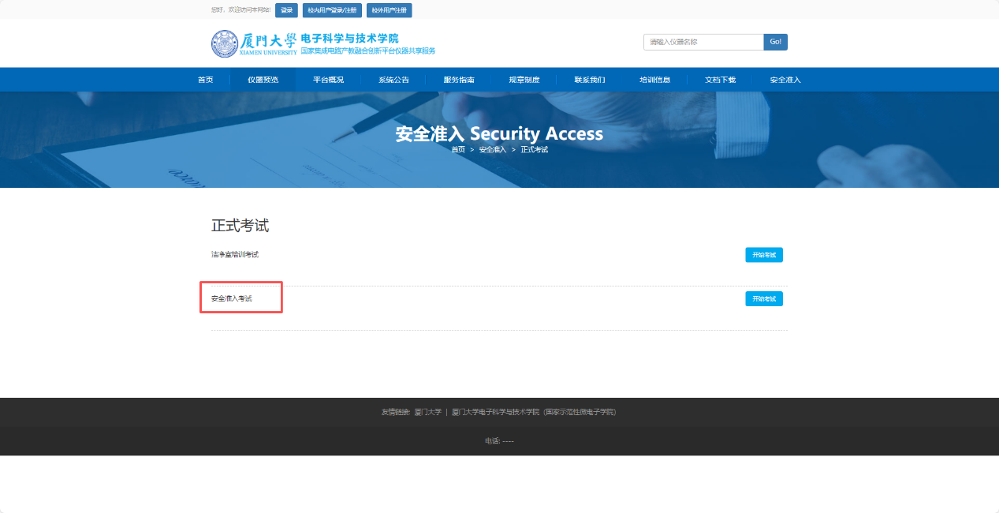 您好，欢迎访问本网站! 登录 校内用户登录/注册 校外用户注册
厦門大學 电子科学与技术学院
XIAMEN UNIVERSITY 国家集成电路产教融合创新平台仪器共享服务
请输入仪器名称 Go!
首页 仪器预览 平台概况 系统公告 服务指南 规章制度 联系我们 培训信息 文档下载 安全准入
安全准入 Security Access
首页 > 安全准入 > 正式考试
正式考试
洁净室培训考试 开始考试
安全准入考试 开始考试
友情链接: 厦门大学 | 厦门大学电子科学与技术学院（国家示范性微电子学院）
电话: ----